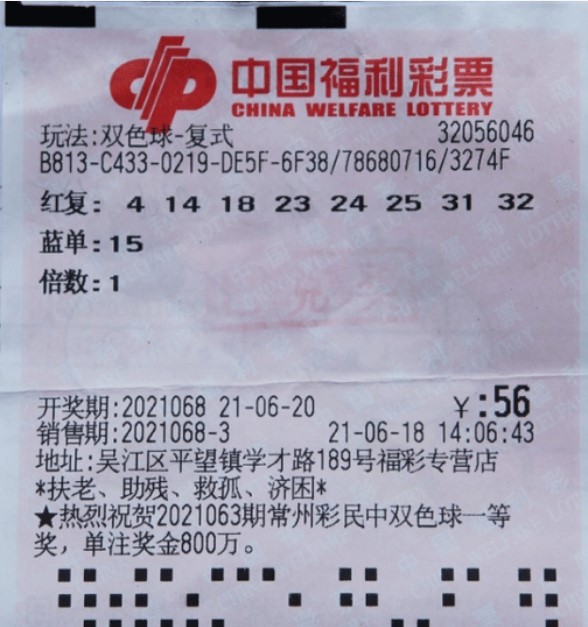 中国福利彩票
CHINA WELFARE LOTTERY
玩法:双色球-复式 32056046
B813-C433-0219-DE5F-6F38/78680716/3274F
红复: 4 14 18 23 24 25 31 32
蓝单:15
倍数:1
开奖期:2021068 21-06-20 ¥:56
销售期:2021068-3 21-06-18 14:06:43
地址:吴江区平望镇学才路189号福彩专营店
*扶老、助残、救孤、济困*
★热烈祝贺2021063期常州彩民中双色球一等
奖，单注奖金800万。